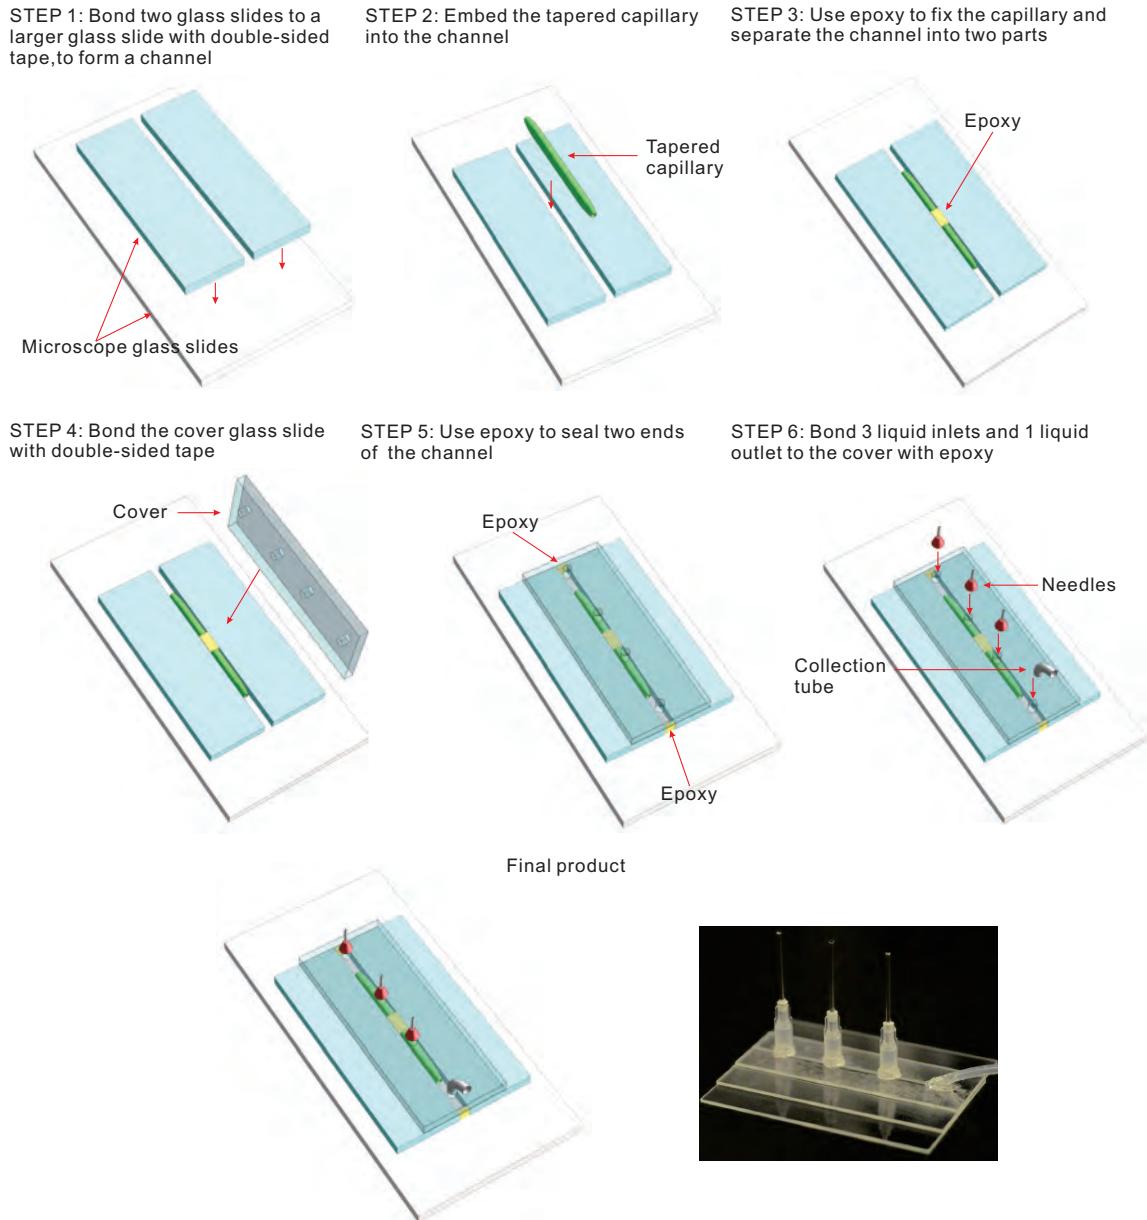 STEP 1: Bond two glass slides to a
larger glass slide with double-sided
tape,to form a channel
STEP 2: Embed the tapered capillary
into the channel
STEP 3: Use epoxy to fix the capillary and
separate the channel into two parts
Microscope glass slides
Tapered
capillary
Epoxy
STEP 4: Bond the cover glass slide
with double-sided tape
STEP 5: Use epoxy to seal two ends
of the channel
STEP 6: Bond 3 liquid inlets and 1 liquid
outlet to the cover with epoxy
Cover
Epoxy
Epoxy
Needles
Collection
tube
Final product